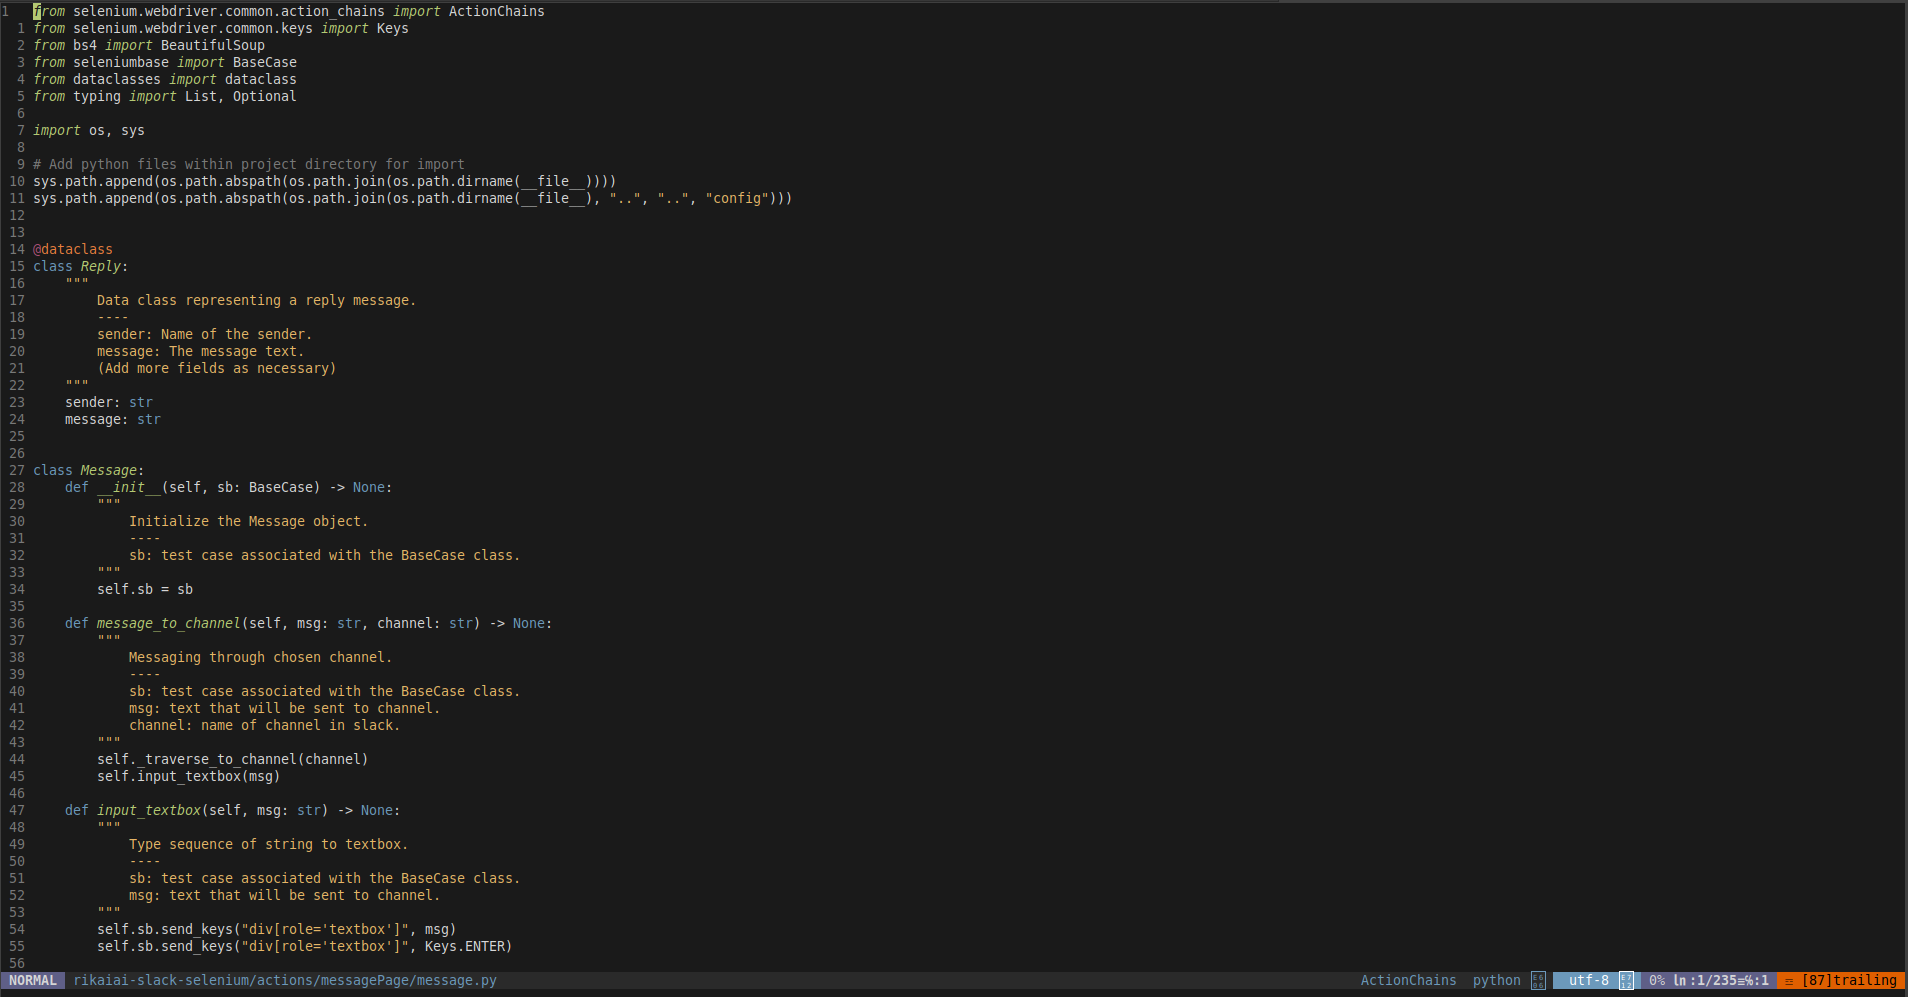 1   from selenium.webdriver.common.action_chains import ActionChains
  1 from selenium.webdriver.common.keys import Keys
  2 from bs4 import BeautifulSoup
  3 from seleniumbase import BaseCase
  4 from dataclasses import dataclass
  5 from typing import List, Optional
  6
  7 import os, sys
  8
  9 # Add python files within project directory for import
 10 sys.path.append(os.path.abspath(os.path.join(os.path.dirname(__file__))))
 11 sys.path.append(os.path.abspath(os.path.join(os.path.dirname(__file__), "..", "..", "config")))
 12
 13
 14 @dataclass
 15 class Reply:
 16     """
 17         Data class representing a reply message.
 18         ----
 19         sender: Name of the sender.
 20         message: The message text.
 21         (Add more fields as necessary)
 22     """
 23     sender: str
 24     message: str
 25
 26
 27 class Message:
 28     def __init__(self, sb: BaseCase) -> None:
 29         """
 30             Initialize the Message object.
 31             ----
 32             sb: test case associated with the BaseCase class.
 33         """
 34         self.sb = sb
 35
 36     def message_to_channel(self, msg: str, channel: str) -> None:
 37         """
 38             Messaging through chosen channel.
 39             ----
 40             sb: test case associated with the BaseCase class.
 41             msg: text that will be sent to channel.
 42             channel: name of channel in slack.
 43         """
 44         self._traverse_to_channel(channel)
 45         self.input_textbox(msg)
 46
 47     def input_textbox(self, msg: str) -> None:
 48         """
 49             Type sequence of string to textbox.
 50             ----
 51             sb: test case associated with the BaseCase class.
 52             msg: text that will be sent to channel.
 53         """
 54         self.sb.send_keys("div[role='textbox']", msg)
 55         self.sb.send_keys("div[role='textbox']", Keys.ENTER)
 56
NORMAL rikaiai-slack-selenium/actions/messagePage/message.py ActionChains python utf-8 0% ln:1/235≡℅:1 ☲ [87]trailing